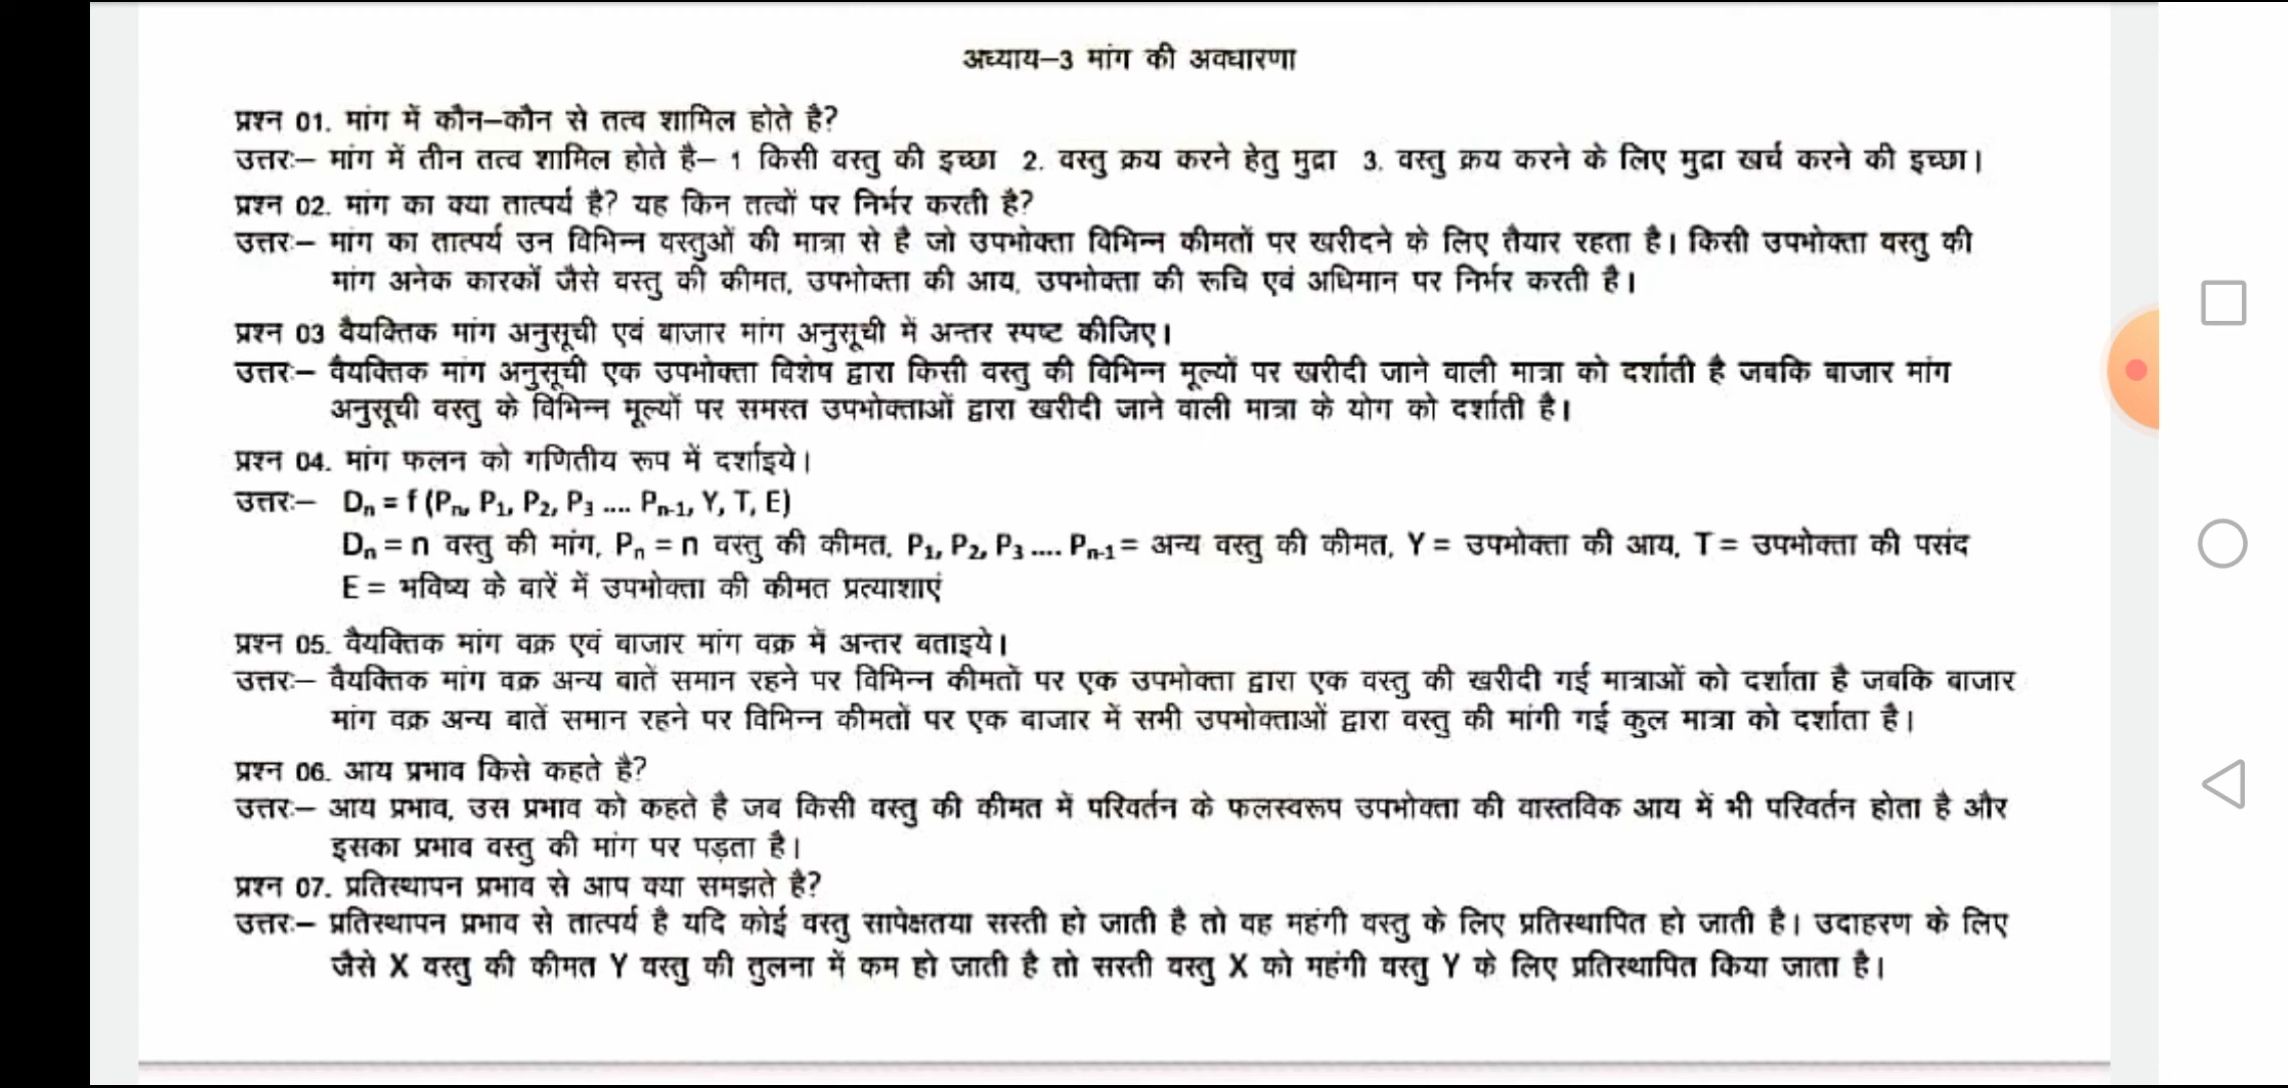 अध्याय–3 मांग की अवधारणा
प्रश्न 01. मांग में कौन–कौन से तत्व शामिल होते है?
उत्तरः– मांग में तीन तत्व शामिल होते है– 1 किसी वस्तु की इच्छा 2. वस्तु क्रय करने हेतु मुद्रा 3. वस्तु क्रय करने के लिए मुद्रा खर्च करने की इच्छा।
प्रश्न 02. मांग का क्या तात्पर्य है? यह किन तत्वों पर निर्भर करती है?
उत्तरः– मांग का तात्पर्य उन विभिन्न वस्तुओं की मात्रा से है जो उपभोक्ता विभिन्न कीमतों पर खरीदने के लिए तैयार रहता है। किसी उपभोक्ता वस्तु की
मांग अनेक कारकों जैसे वस्तु की कीमत, उपभोक्ता की आय, उपभोक्ता की रूचि एवं अधिमान पर निर्भर करती है।
प्रश्न 03 वैयक्तिक मांग अनुसूची एवं बाजार मांग अनुसूची में अन्तर स्पष्ट कीजिए।
उत्तरः– वैयक्तिक मांग अनुसूची एक उपभोक्ता विशेष द्वारा किसी वस्तु की विभिन्न मूल्यों पर खरीदी जाने वाली मात्रा को दर्शाती है जबकि बाजार मांग
अनुसूची वस्तु के विभिन्न मूल्यों पर समस्त उपभोक्ताओं द्वारा खरीदी जाने वाली मात्रा के योग को दर्शाती है।
प्रश्न 04. मांग फलन को गणितीय रूप में दर्शाइये।
उत्तरः– Dₙ = f (Pₙ, P₁, P₂, P₃ .... Pₙ₋₁, Y, T, E)
Dₙ = n वस्तु की मांग, Pₙ = n वस्तु की कीमत, P₁, P₂, P₃ .... Pₙ₋₁ = अन्य वस्तु की कीमत, Y = उपभोक्ता की आय, T = उपभोक्ता की पसंद
E = भविष्य के बारें में उपभोक्ता की कीमत प्रत्याशाएं
प्रश्न 05. वैयक्तिक मांग वक्र एवं बाजार मांग वक्र में अन्तर बताइये।
उत्तरः– वैयक्तिक मांग वक्र अन्य बातें समान रहने पर विभिन्न कीमतों पर एक उपभोक्ता द्वारा एक वस्तु की खरीदी गई मात्राओं को दर्शाता है जबकि बाजार
मांग वक्र अन्य बातें समान रहने पर विभिन्न कीमतों पर एक बाजार में सभी उपभोक्ताओं द्वारा वस्तु की मांगी गई कुल मात्रा को दर्शाता है।
प्रश्न 06. आय प्रभाव किसे कहते है?
उत्तरः– आय प्रभाव, उस प्रभाव को कहते है जब किसी वस्तु की कीमत में परिवर्तन के फलस्वरूप उपभोक्ता की वास्तविक आय में भी परिवर्तन होता है और
इसका प्रभाव वस्तु की मांग पर पड़ता है।
प्रश्न 07. प्रतिस्थापन प्रभाव से आप क्या समझते है?
उत्तरः– प्रतिस्थापन प्रभाव से तात्पर्य है यदि कोई वस्तु सापेक्षतया सस्ती हो जाती है तो वह महंगी वस्तु के लिए प्रतिस्थापित हो जाती है। उदाहरण के लिए
जैसे X वस्तु की कीमत Y वस्तु की तुलना में कम हो जाती है तो सस्ती वस्तु X को महंगी वस्तु Y के लिए प्रतिस्थापित किया जाता है।